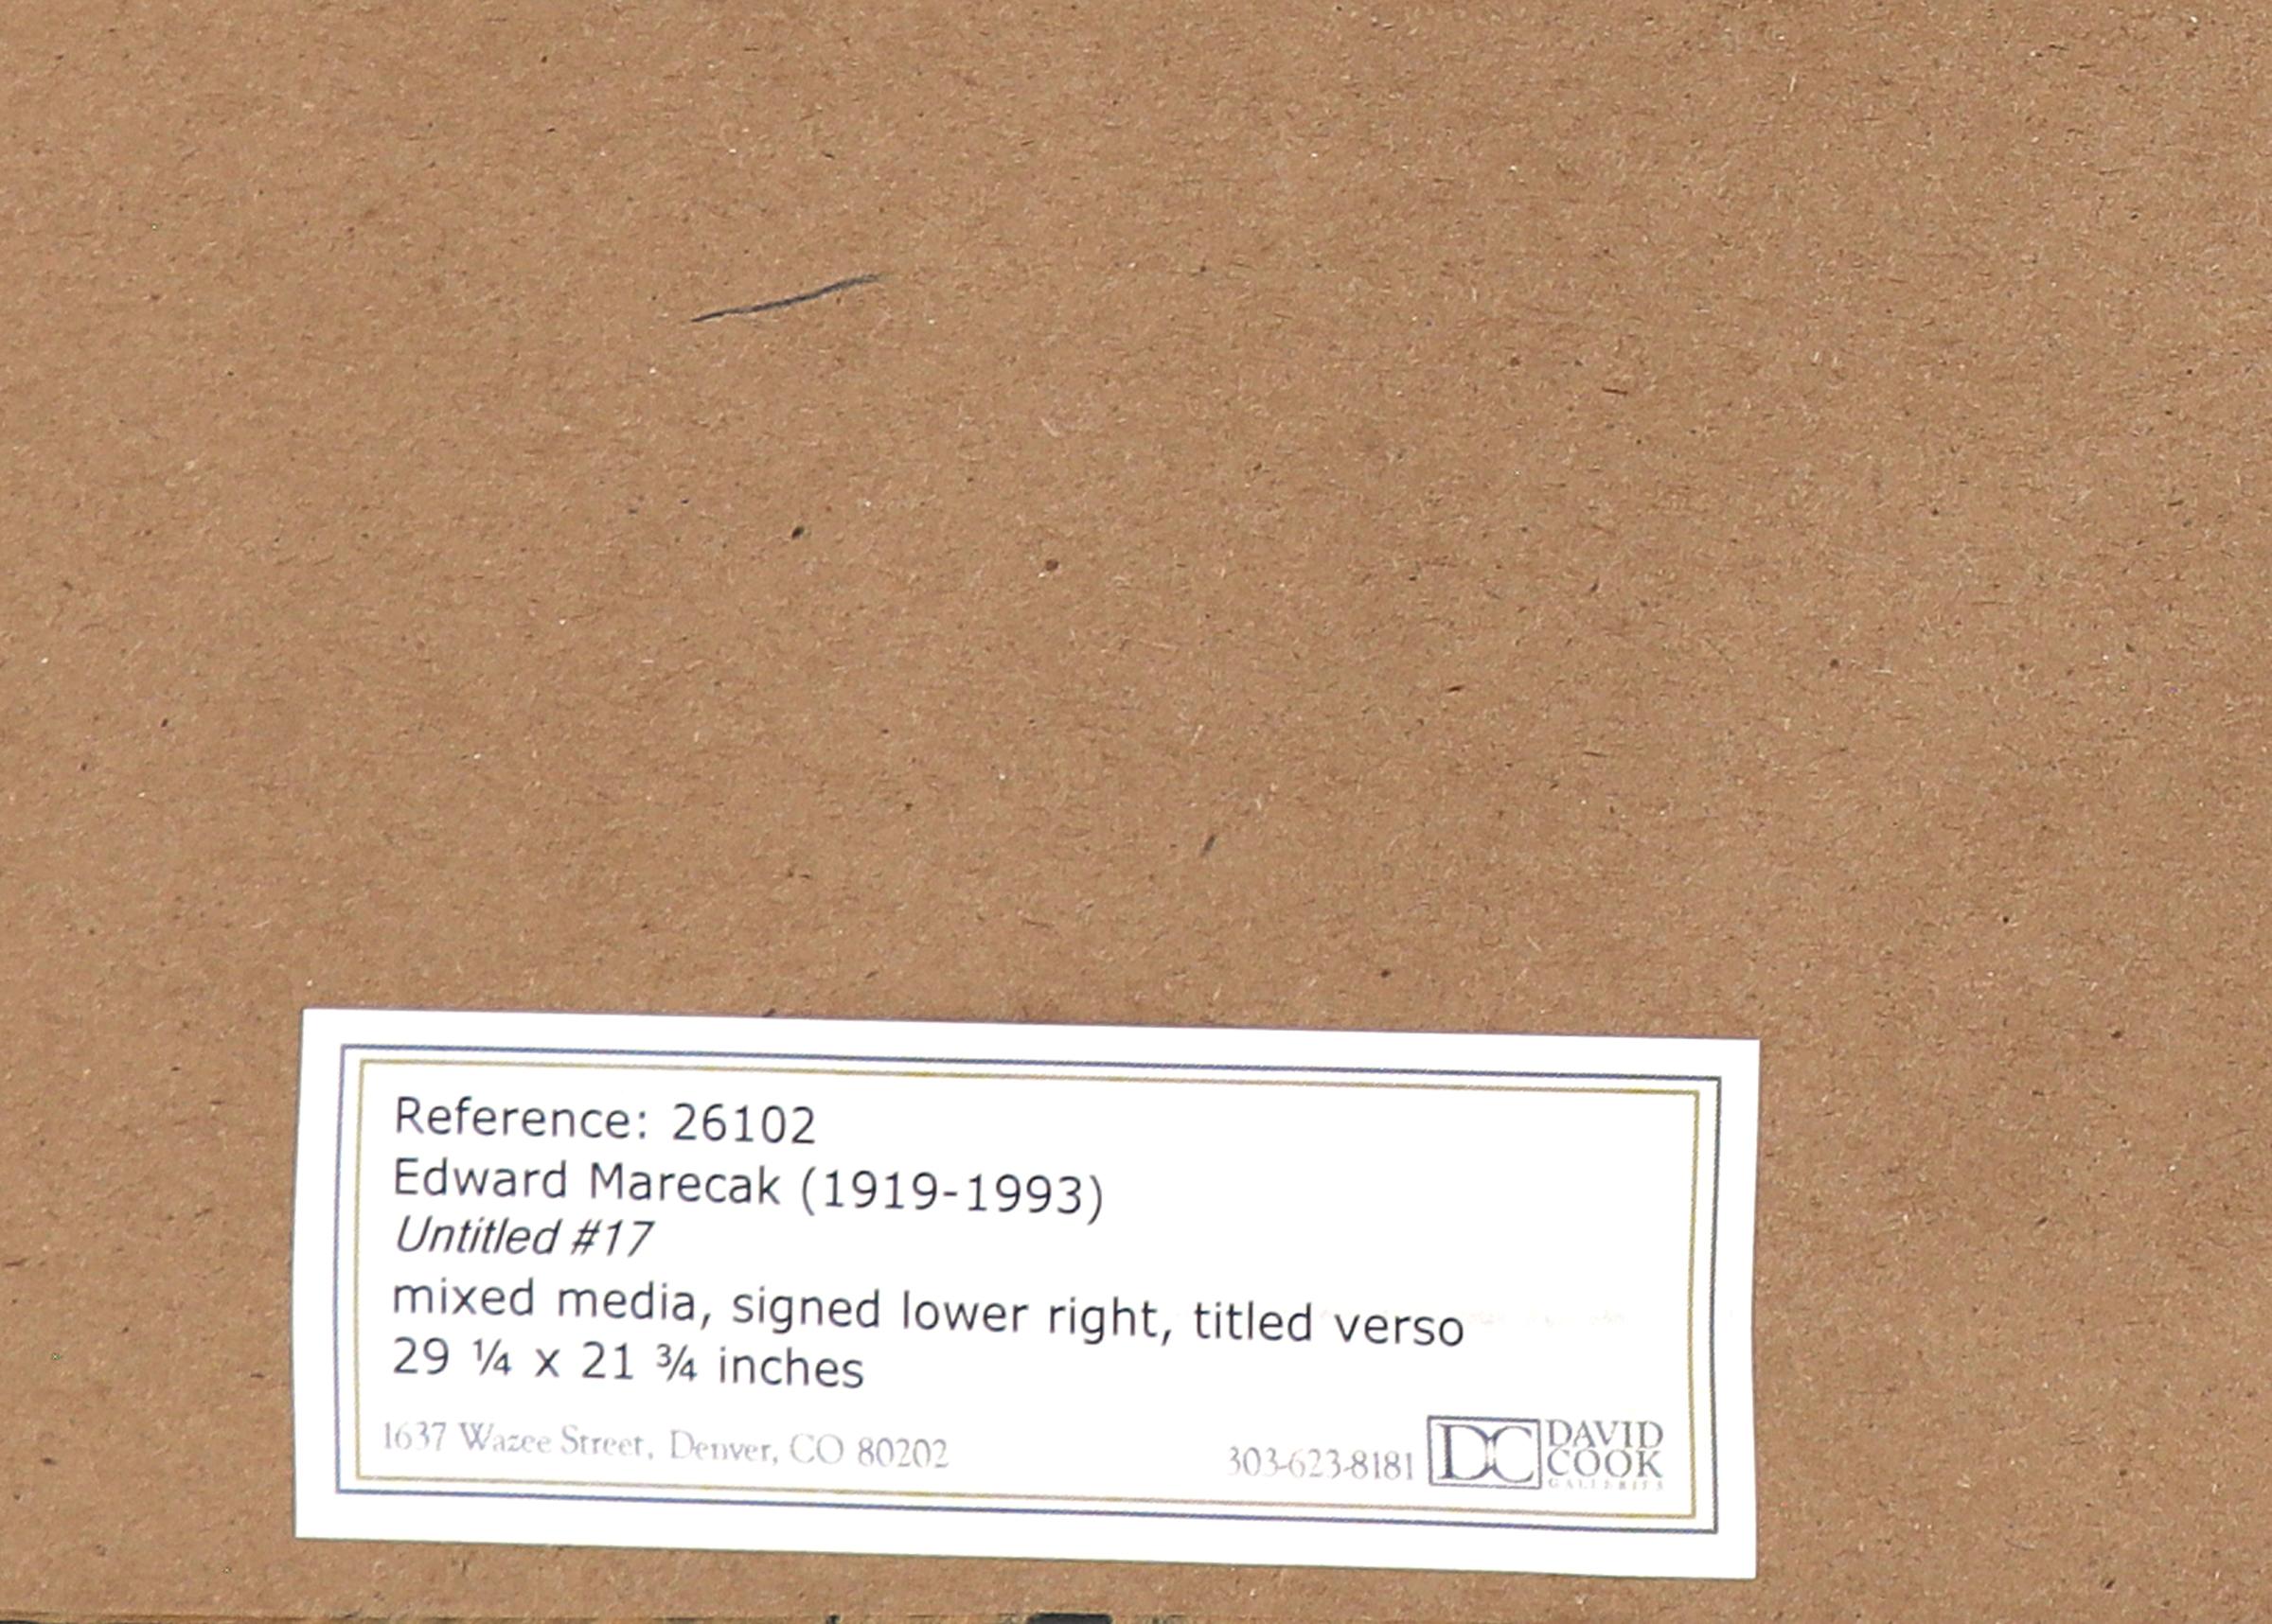 Reference: 26102
Edward Marecak (1919-1993)
Untitled #17
mixed media, signed lower right, titled verso
29 ¼ x 21 ¾ inches
1637 Wazee Street, Denver, CO 80202
303-623-8181
DC
DAVID
COOK
GALLERIES